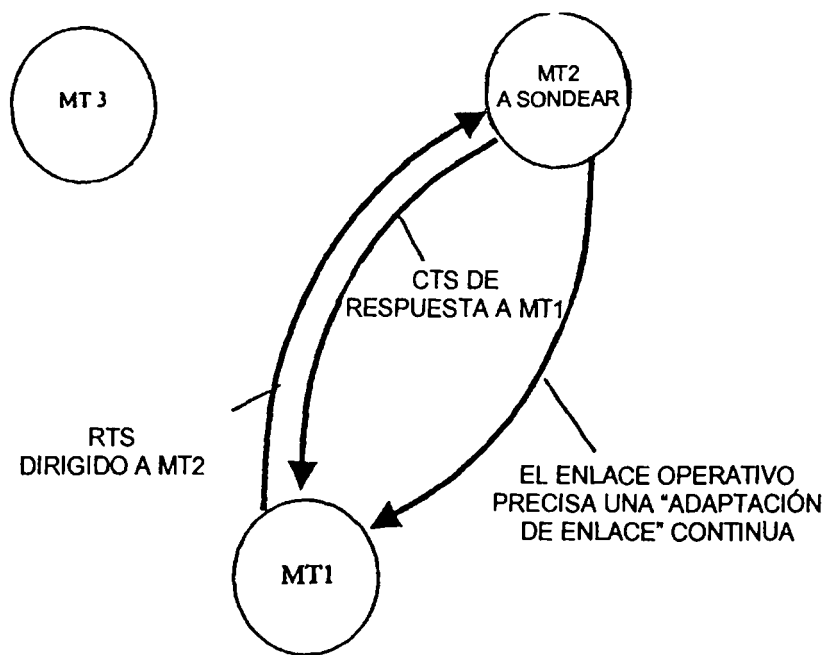 MT 3
MT2
A SONDEAR
CTS DE
RESPUESTA A MT1
RTS
DIRIGIDO A MT2
EL ENLACE OPERATIVO
PRECISA UNA "ADAPTACIÓN
DE ENLACE" CONTINUA
MT1